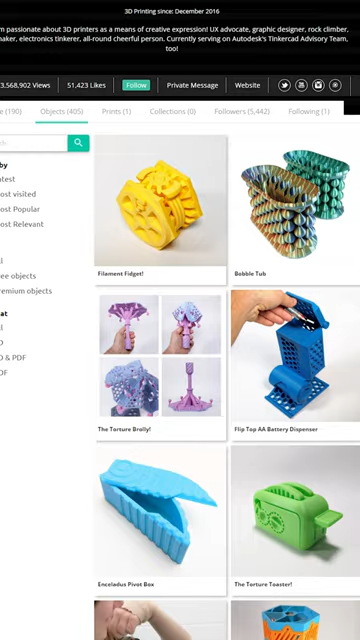 3D Printing since: December 2016
passionate about 3D printers as a means of creative expression! UX advocate, graphic designer, rock climber,
maker, electronics tinkerer, all-round cheerful person. Currently serving on Autodesk's Tinkercad Advisory Team,
too!
3,568,902 Views
51,423 Likes
Follow
Private Message
Website
(190)
Objects (405)
Prints (1)
Collections (0)
Followers (5,442)
Following (1)
by
Filament Fidget!
Bobble Tub
ost visited
ost Popular
ost Relevant
ee objects
remium objects
The Torture Brolly!
Flip Top AA Battery Dispenser
at
D & PDF
DF
Enceladus Pivot Box
The Torture Toaster!